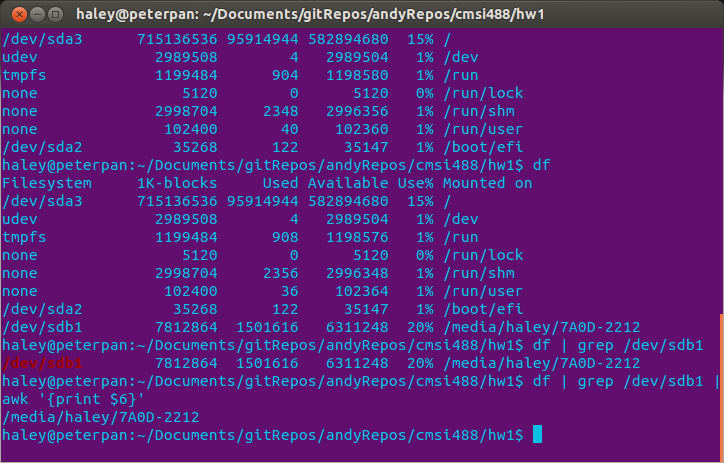 haley@peterpan: ~/Documents/gitRepos/andyRepos/cmsi488/hw1
/dev/sda3      715136536 95914944 582894680  15% /
udev             2989508        4   2989504   1% /dev
tmpfs            1199484      904   1198580   1% /run
none                5120        0      5120   0% /run/lock
none             2998704     2348   2996356   1% /run/shm
none              102400       40    102360   1% /run/user
/dev/sda2          35268      122     35147   1% /boot/efi
haley@peterpan:~/Documents/gitRepos/andyRepos/cmsi488/hw1$ df
Filesystem     1K-blocks     Used Available Use% Mounted on
/dev/sda3      715136536 95914944 582894680  15% /
udev             2989508        4   2989504   1% /dev
tmpfs            1199484      908   1198576   1% /run
none                5120        0      5120   0% /run/lock
none             2998704     2356   2996348   1% /run/shm
none              102400       36    102364   1% /run/user
/dev/sda2          35268      122     35147   1% /boot/efi
/dev/sdb1        7812864  1501616   6311248  20% /media/haley/7A0D-2212
haley@peterpan:~/Documents/gitRepos/andyRepos/cmsi488/hw1$ df | grep /dev/sdb1
/dev/sdb1        7812864  1501616   6311248  20% /media/haley/7A0D-2212
haley@peterpan:~/Documents/gitRepos/andyRepos/cmsi488/hw1$ df | grep /dev/sdb1 |
awk '{print $6}'
/media/haley/7A0D-2212
haley@peterpan:~/Documents/gitRepos/andyRepos/cmsi488/hw1$